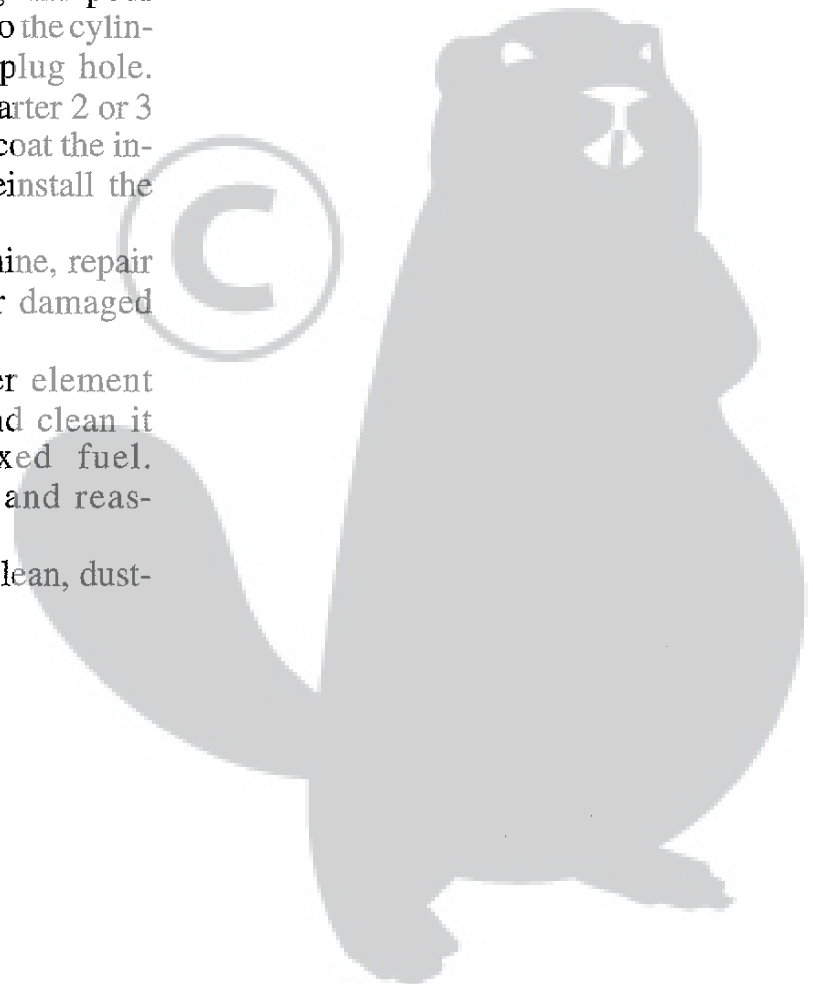 o the cylin-
plug hole.
arter 2 or 3
coat the in-
einstall the
ine, repair
r damaged
er element
d clean it
xed fuel.
and reas-
lean, dust-
©